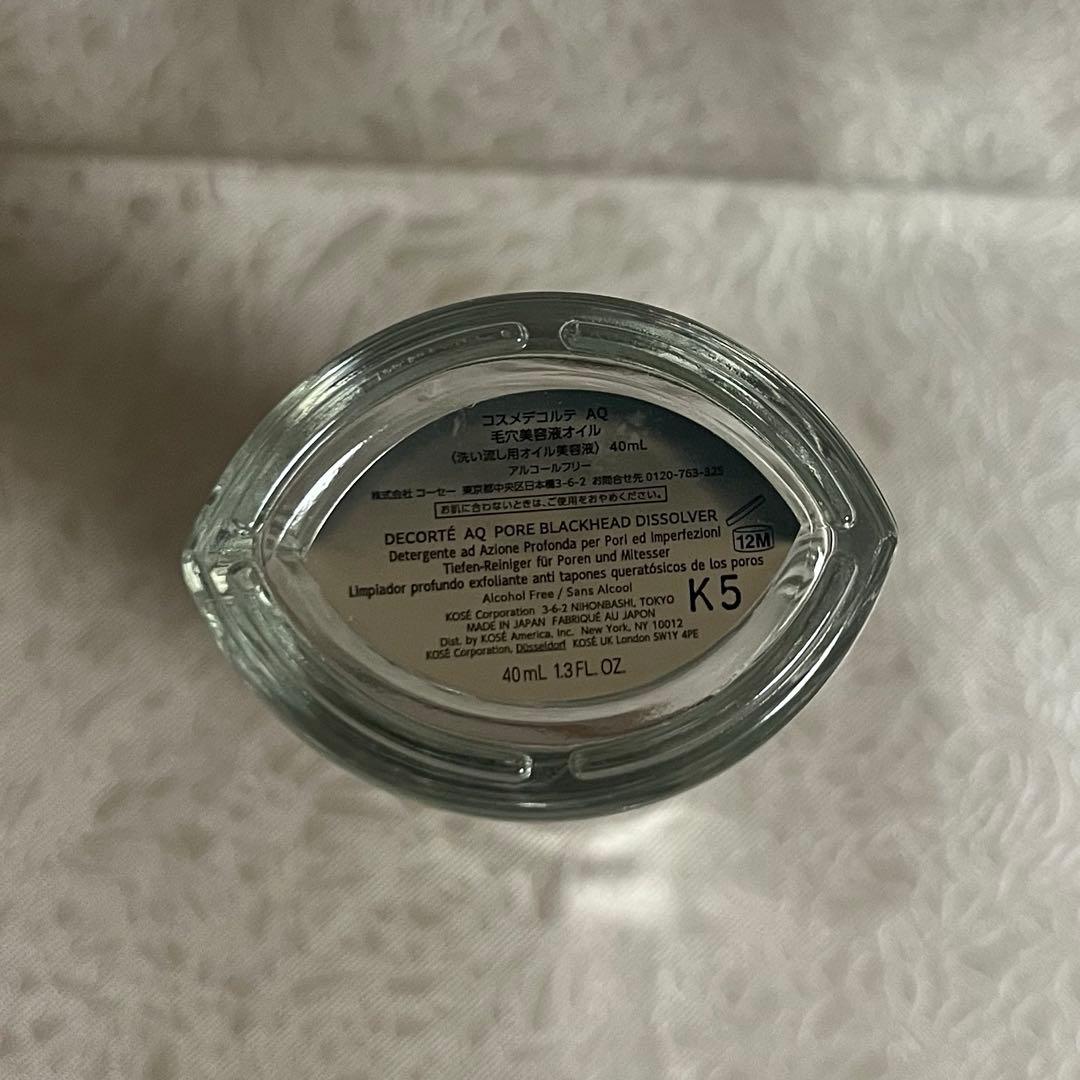 コスメデコルテ AQ
毛穴美容液オイル
〈洗い流し用オイル美容液〉 40mL
アルコールフリー
株式会社 コーセー 東京都中央区日本橋3-6-2 お問合せ先 0120-763-325
お肌に合わないときは、ご使用をおやめください。
DECORTÉ AQ PORE BLACKHEAD DISSOLVER
Detergente ad Azione Profonda per Pori ed Imperfezioni
12M
Tiefen-Reiniger für Poren und Mitesser
Limpiador profundo exfoliante anti tapones queratósicos de los poros
Alcohol Free / Sans Alcool
K5
KOSÉ Corporation 3-6-2 NIHONBASHI, TOKYO
MADE IN JAPAN FABRIQUÉ AU JAPON
Dist. by KOSÉ America, Inc. New York, NY 10012
KOSÉ Corporation, Düsseldorf KOSÉ UK London SW1Y 4PE
40mL 1.3 FL. OZ.